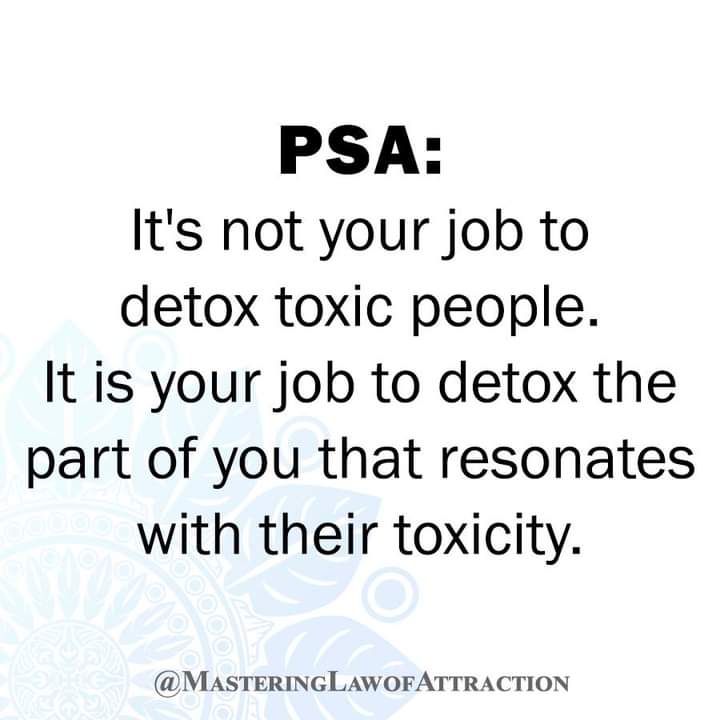 PSA:
It's not your job to
detox toxic people.
It is your job to detox the
part of you that resonates
with their toxicity.
@MasteringLawofAttraction